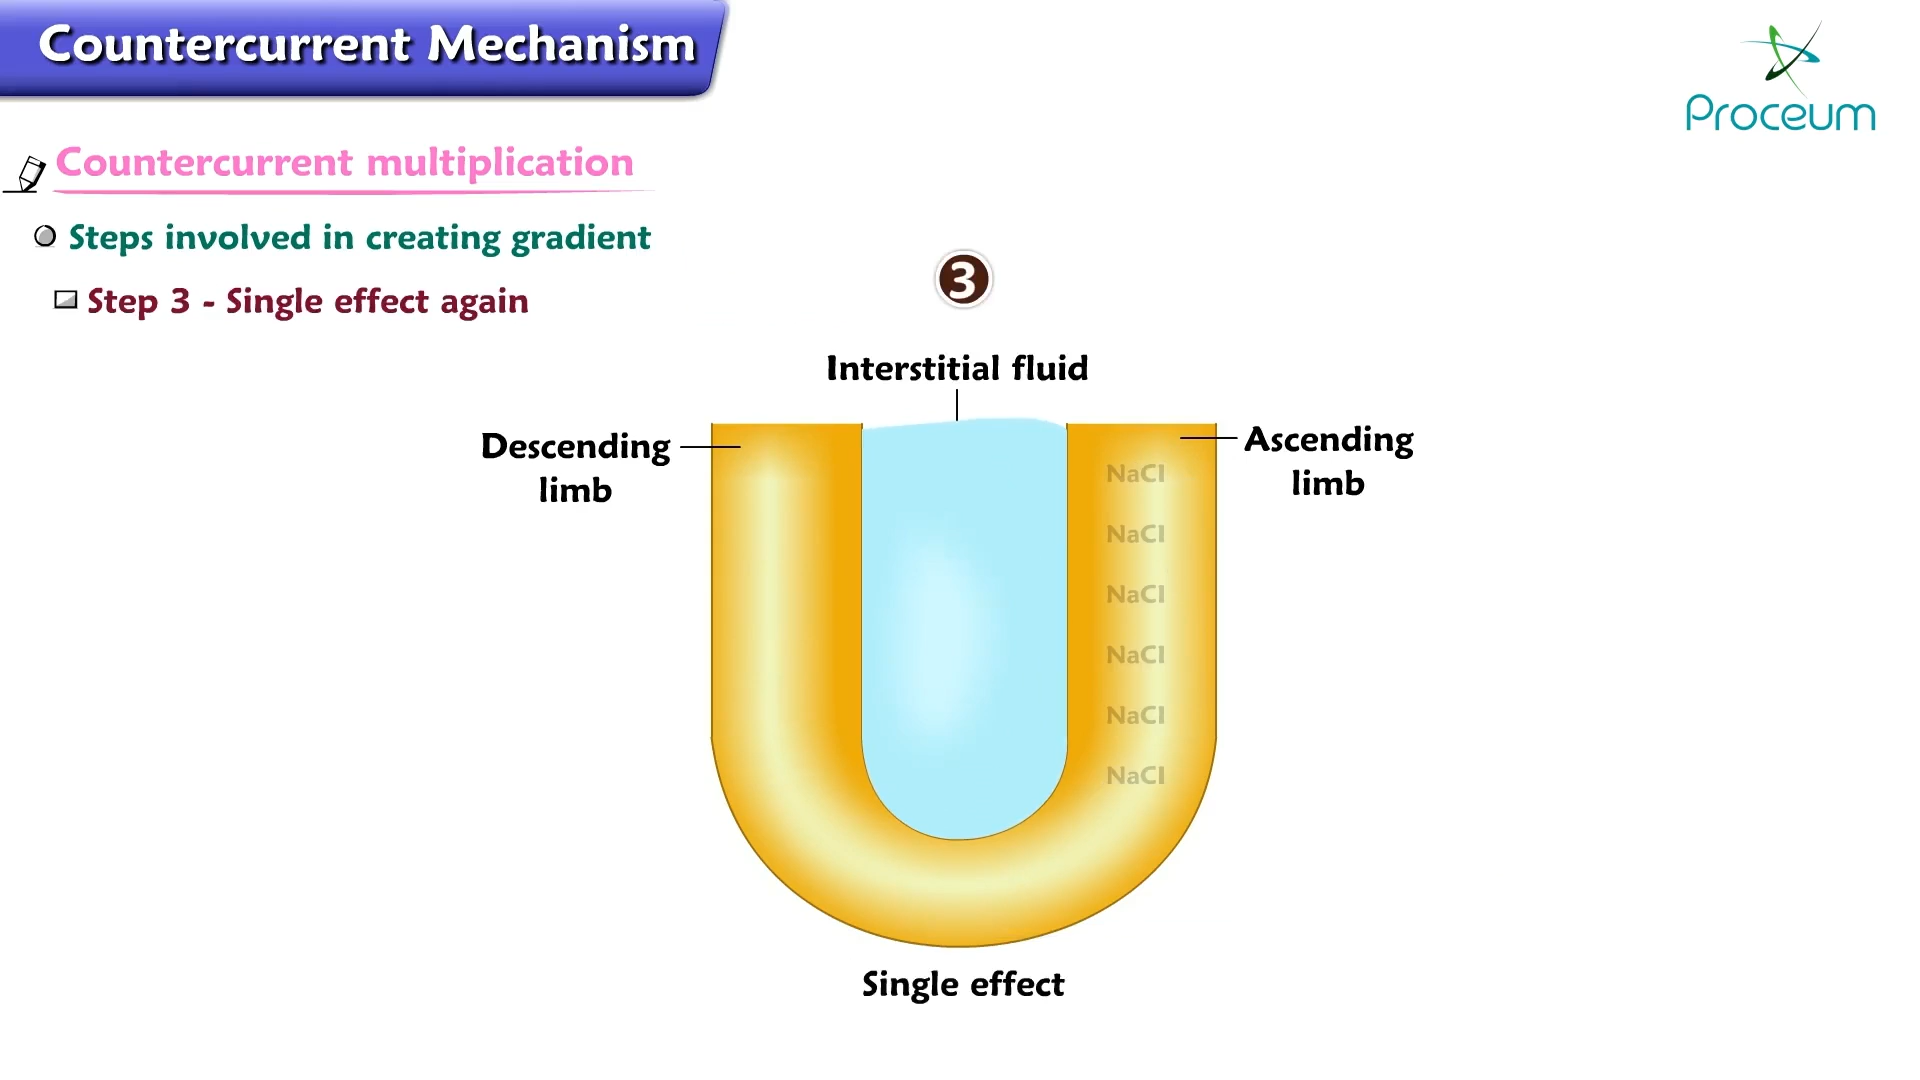 Countercurrent Mechanism
Proceum
Countercurrent multiplication
Steps involved in creating gradient
Step 3 - Single effect again
3
Interstitial fluid
Descending
limb
Ascending
limb
NaCl
NaCl
NaCl
NaCl
NaCl
NaCl
Single effect